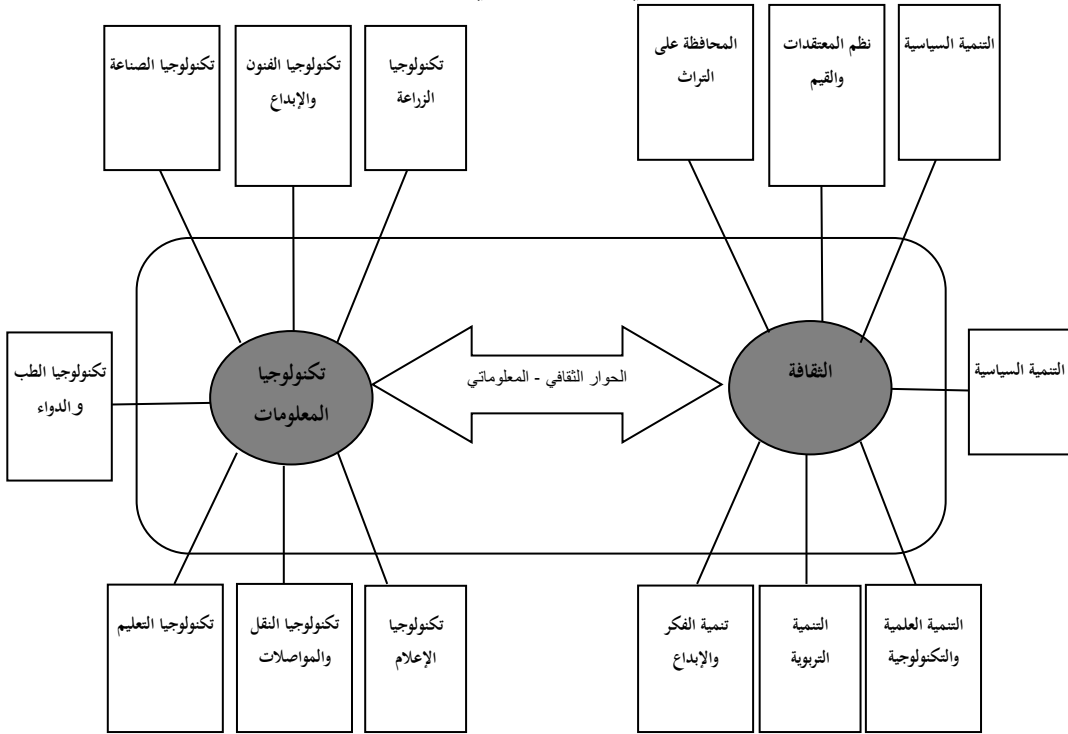 التنمية السياسية
نظم المعتقدات
والقيم
المحافظة على
التراث
تكنولوجيا
الزراعة
تكنولوجيا الفنون
والإبداع
تكنولوجيا الصناعة
التنمية السياسية
الثقافة
الحوار الثقافي - المعلوماتي
تكنولوجيا
المعلومات
تكنولوجيا الطب
و الدواء
التنمية العلمية
والتكنولوجية
التنمية
التربوية
تنمية الفكر
والإبداع
تكنولوجيا
الإعلام
تكنولوجيا النقل
والمواصلات
تكنولوجيا التعليم